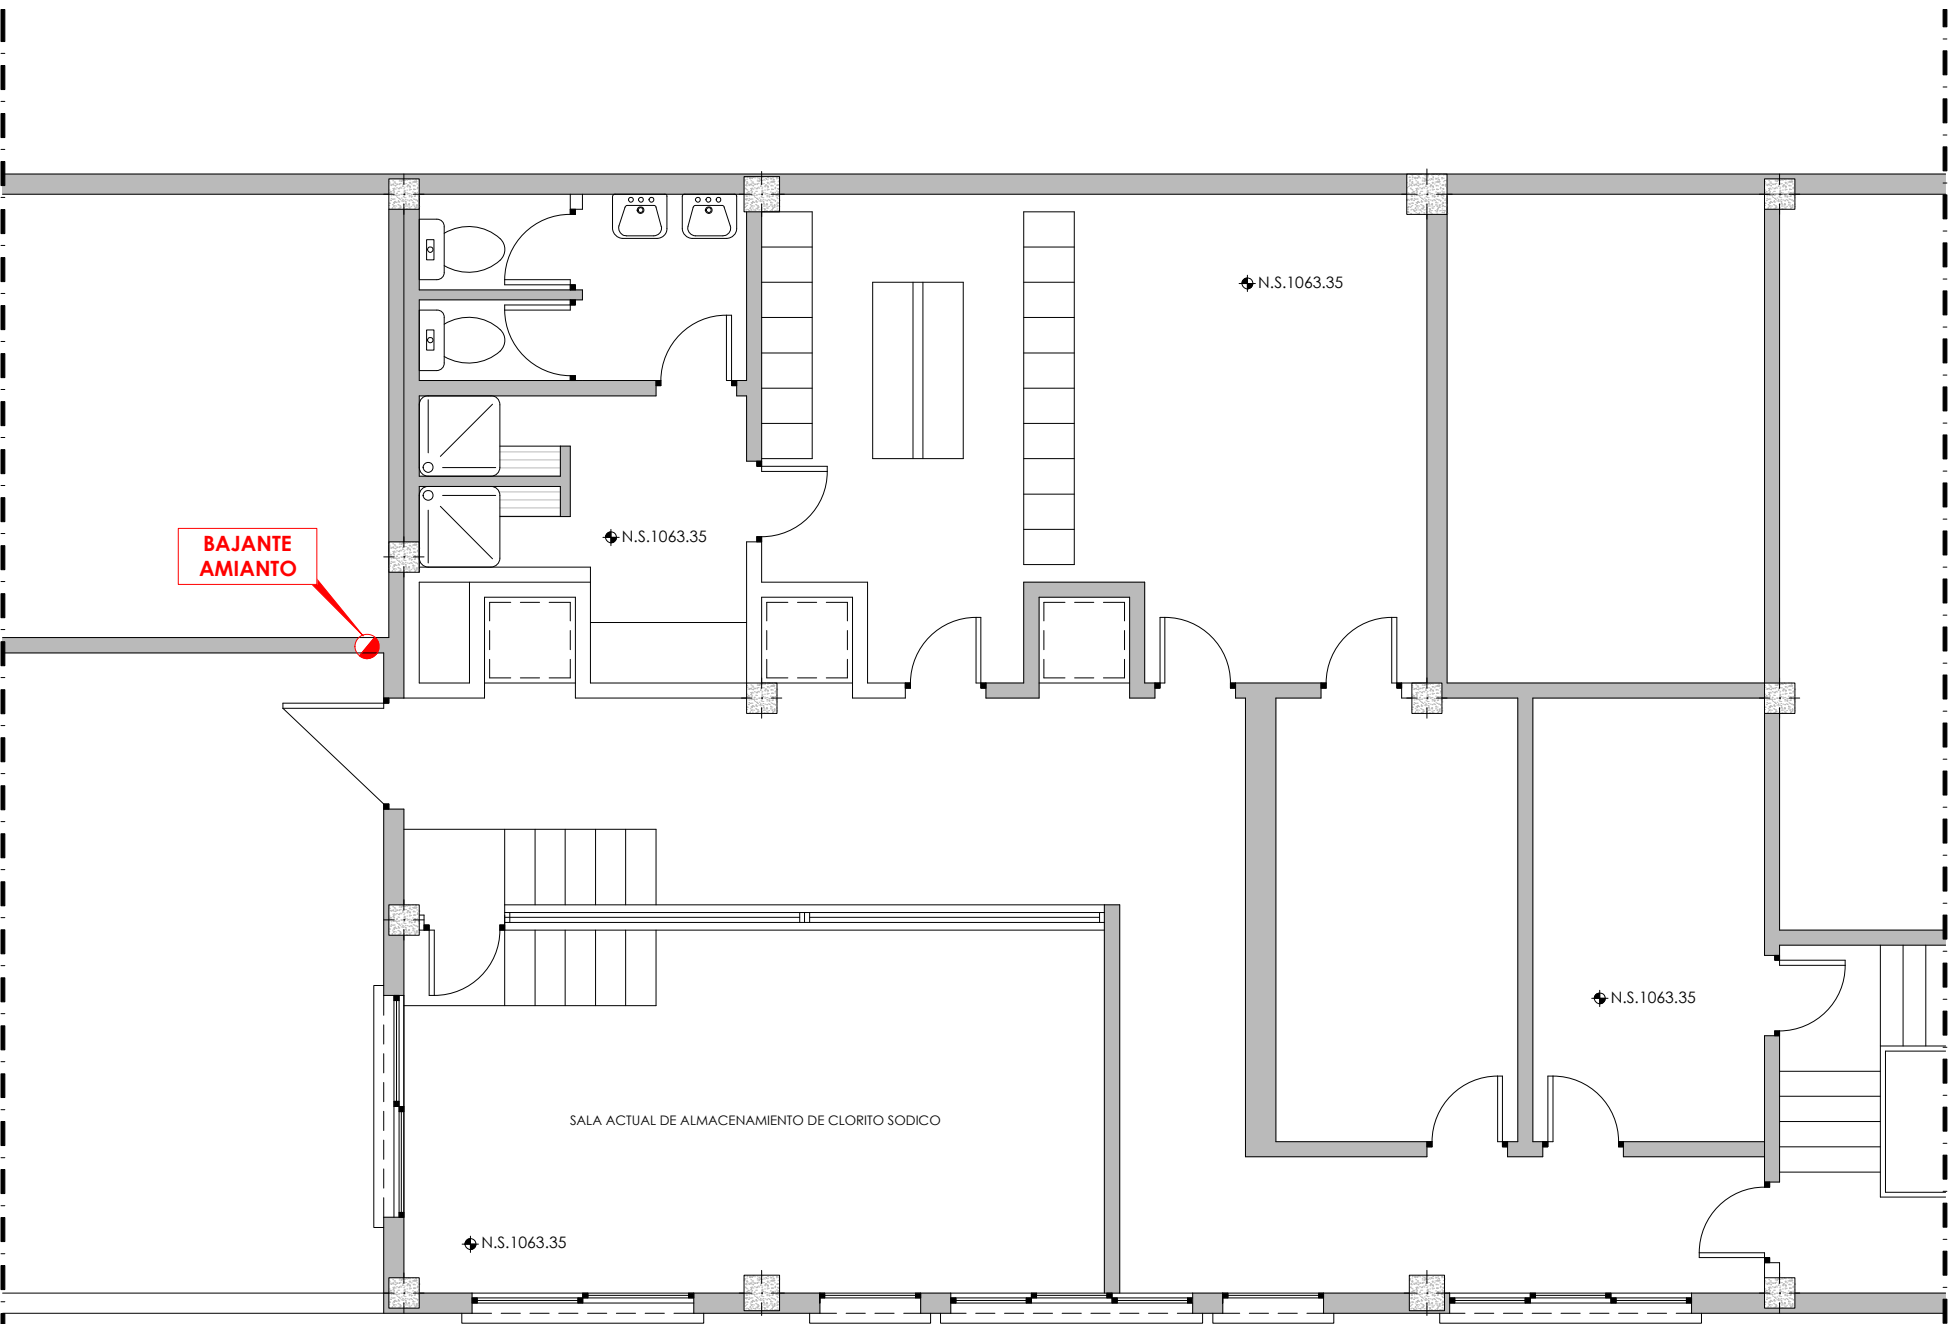 N.S.1063.35
BAJANTE
AMIANTO
N.S.1063.35
N.S.1063.35
SALA ACTUAL DE ALMACENAMIENTO DE CLORITO SODICO
N.S.1063.35